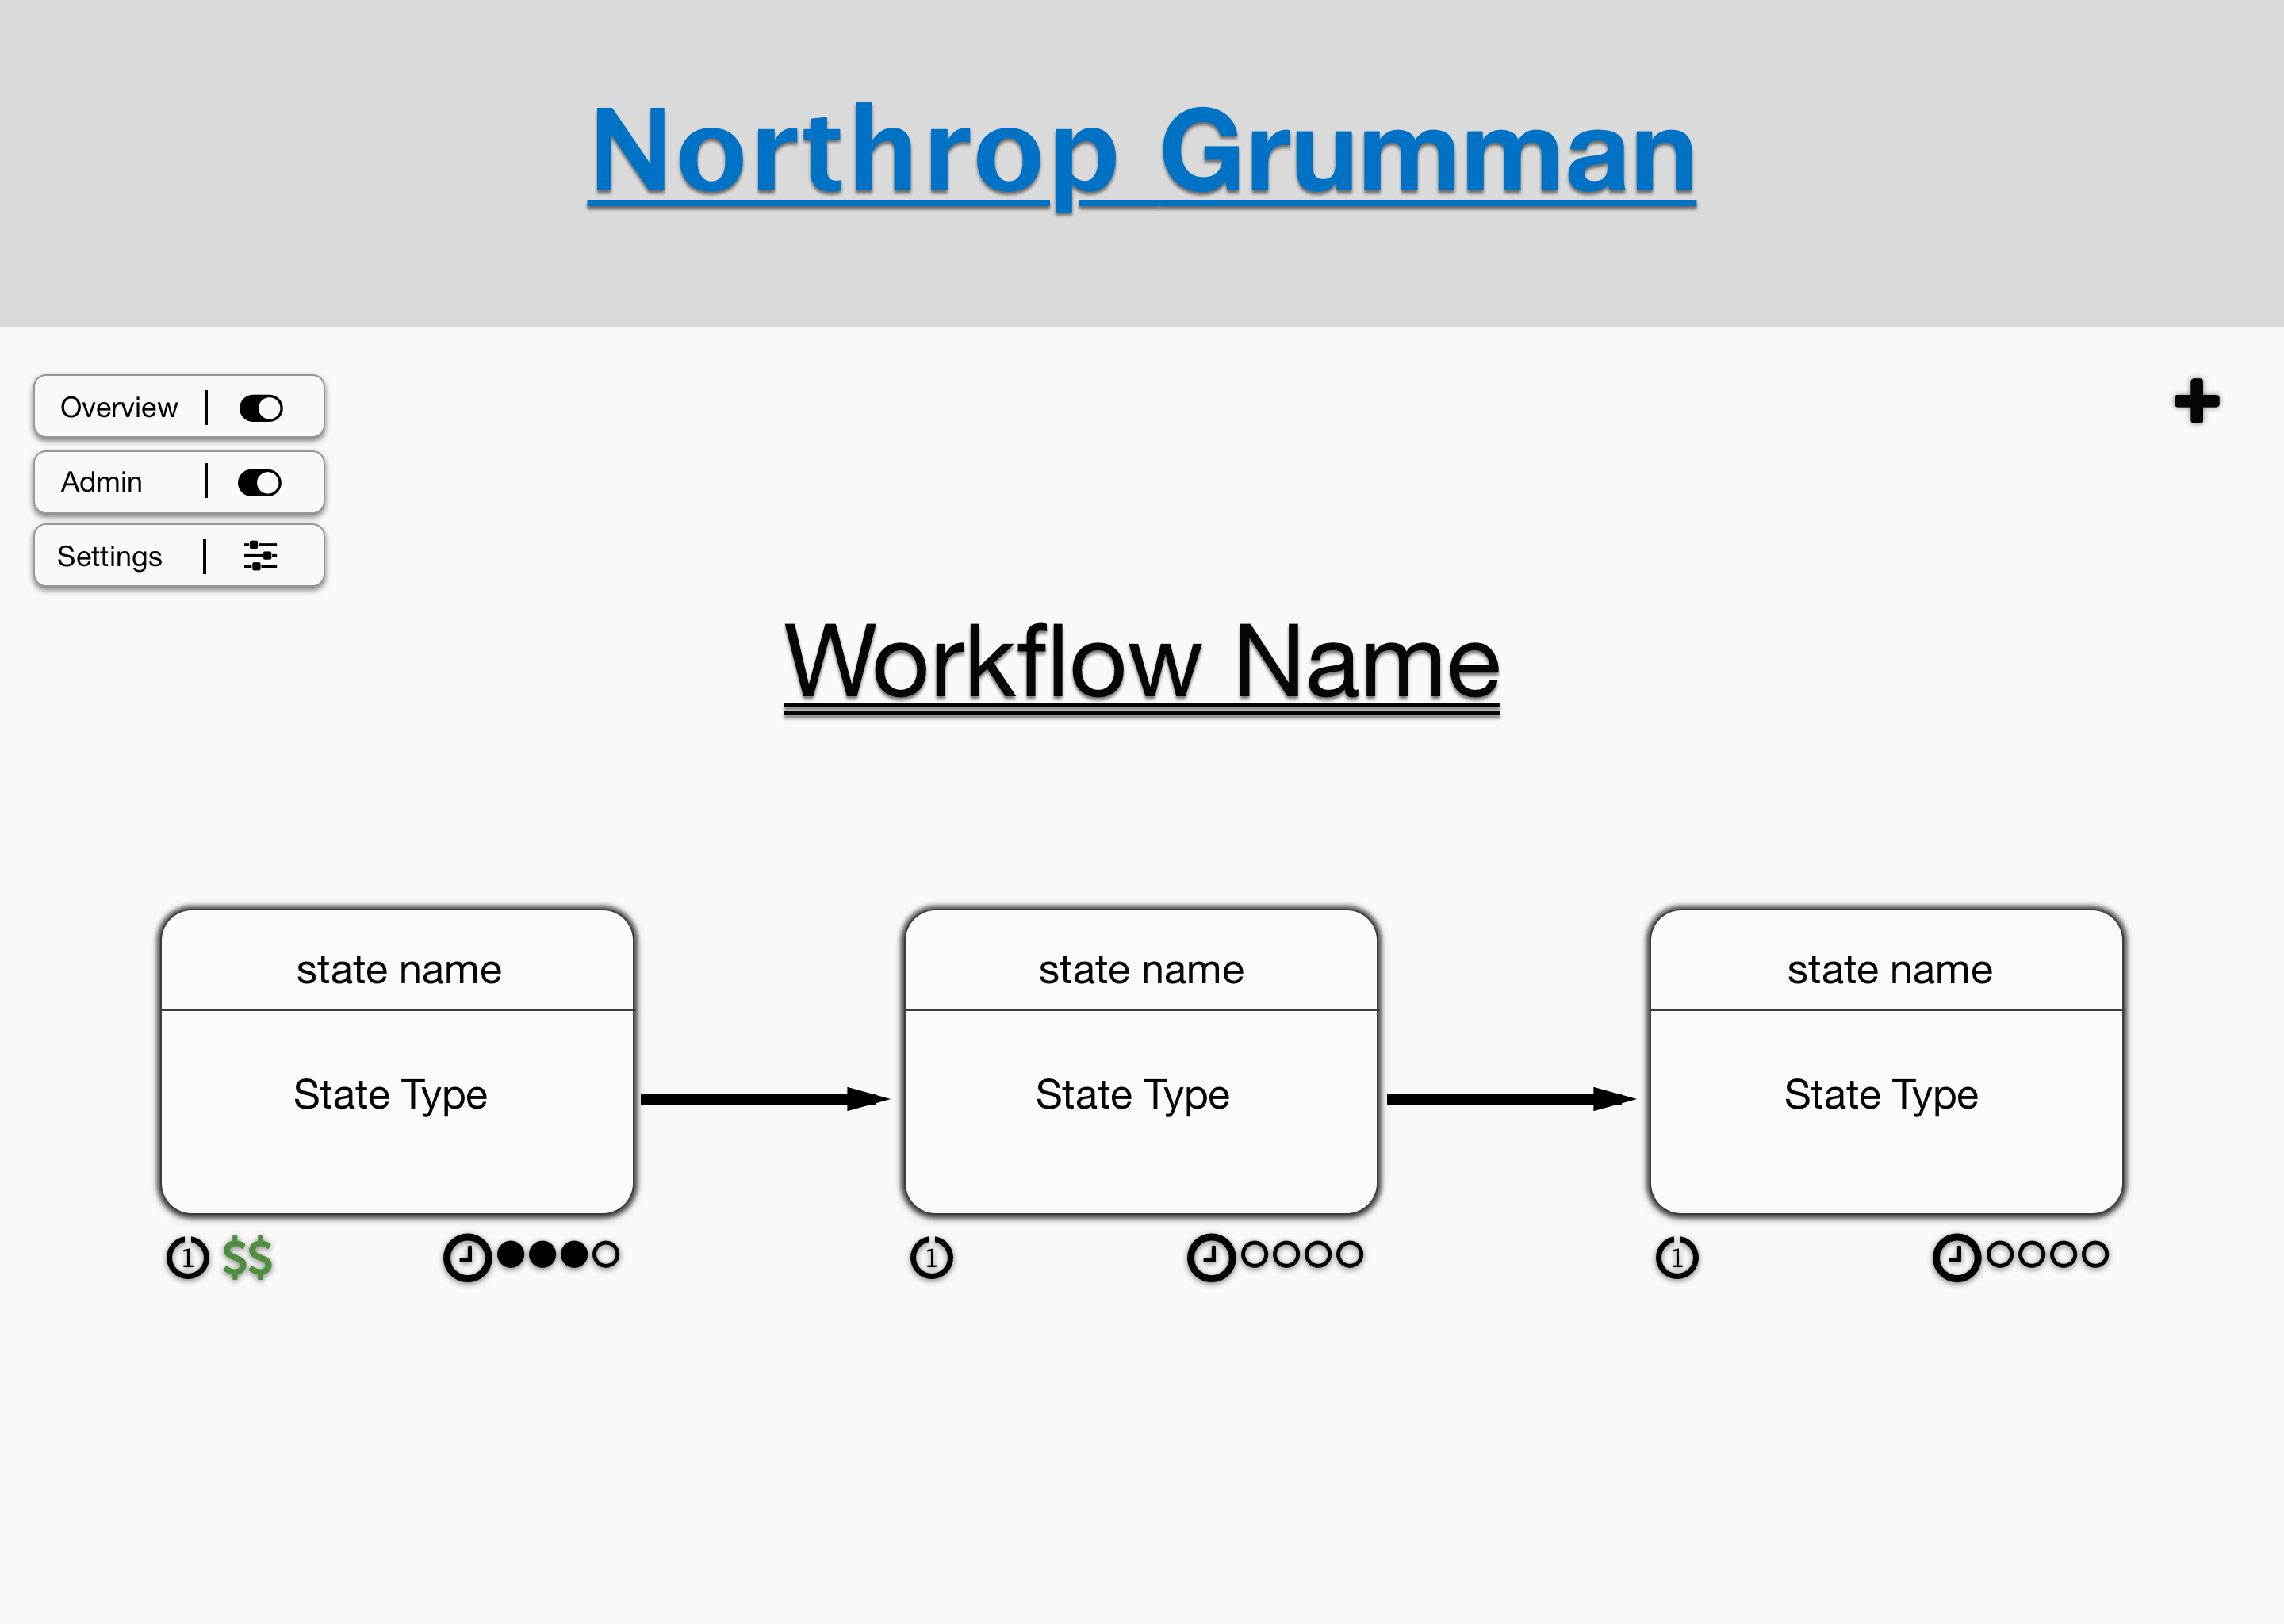 Northrop Grumman
Overview
Admin
Settings
Workflow Name
state name state name state name
State Type State Type State Type
1 $$ 1 1